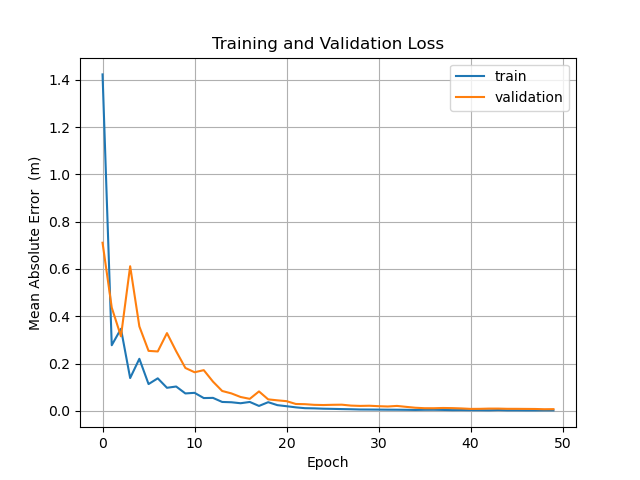 Training and Validation Loss
train
validation
Mean Absolute Error  (m)
1.4
1.2
1.0
0.8
0.6
0.4
0.2
0.0
0 10 20 30 40 50
Epoch